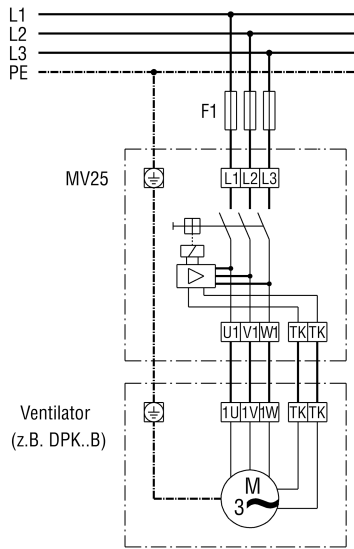 L1
L2
L3
PE
F1
MV25
L1 L2 L3
U1 V1 W1 TK TK
Ventilator
(z.B. DPK..B)
1U 1V 1W TK TK
M
3